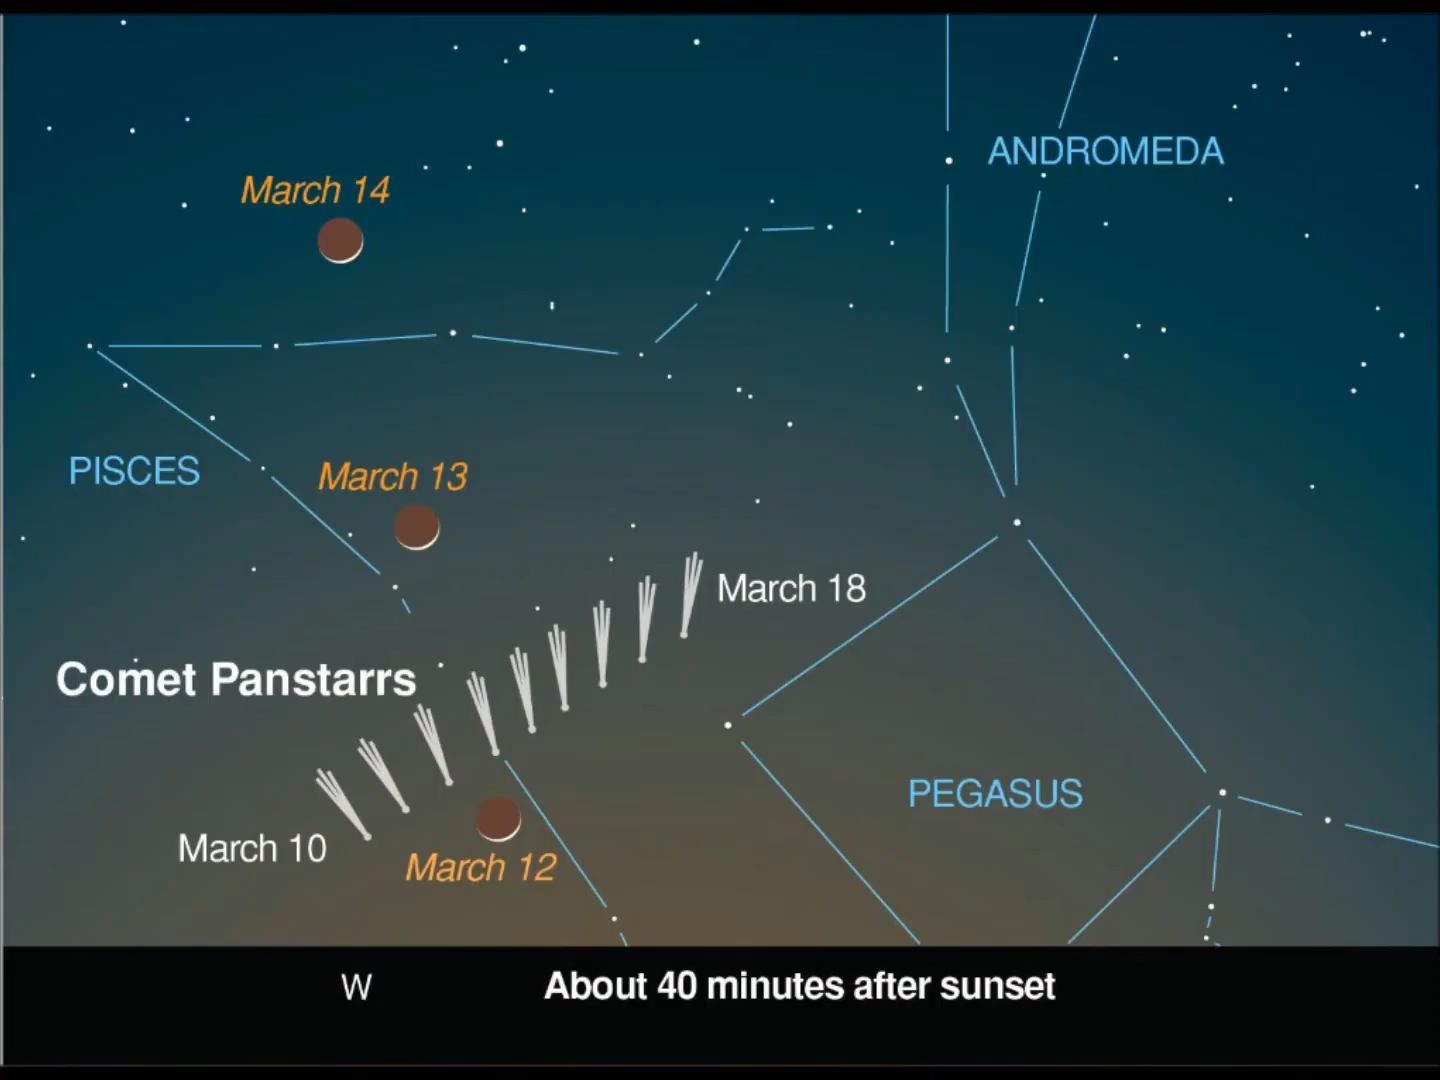 ANDROMEDA
March 14
PISCES
March 13
March 18
Comet Panstarrs
PEGASUS
March 10
March 12
W
About 40 minutes after sunset